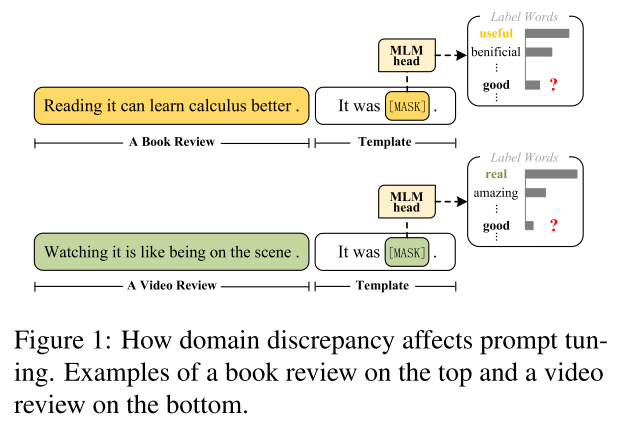 Label Words
useful
benificial
⋮
good ?
⋮
MLM
head
Reading it can learn calculus better .
It was [MASK] .
A Book Review
Template
Label Words
real
amazing
⋮
good ?
⋮
MLM
head
Watching it is like being on the scene .
It was [MASK] .
A Video Review
Template
Figure 1: How domain discrepancy affects prompt tun-
ing. Examples of a book review on the top and a video
review on the bottom.